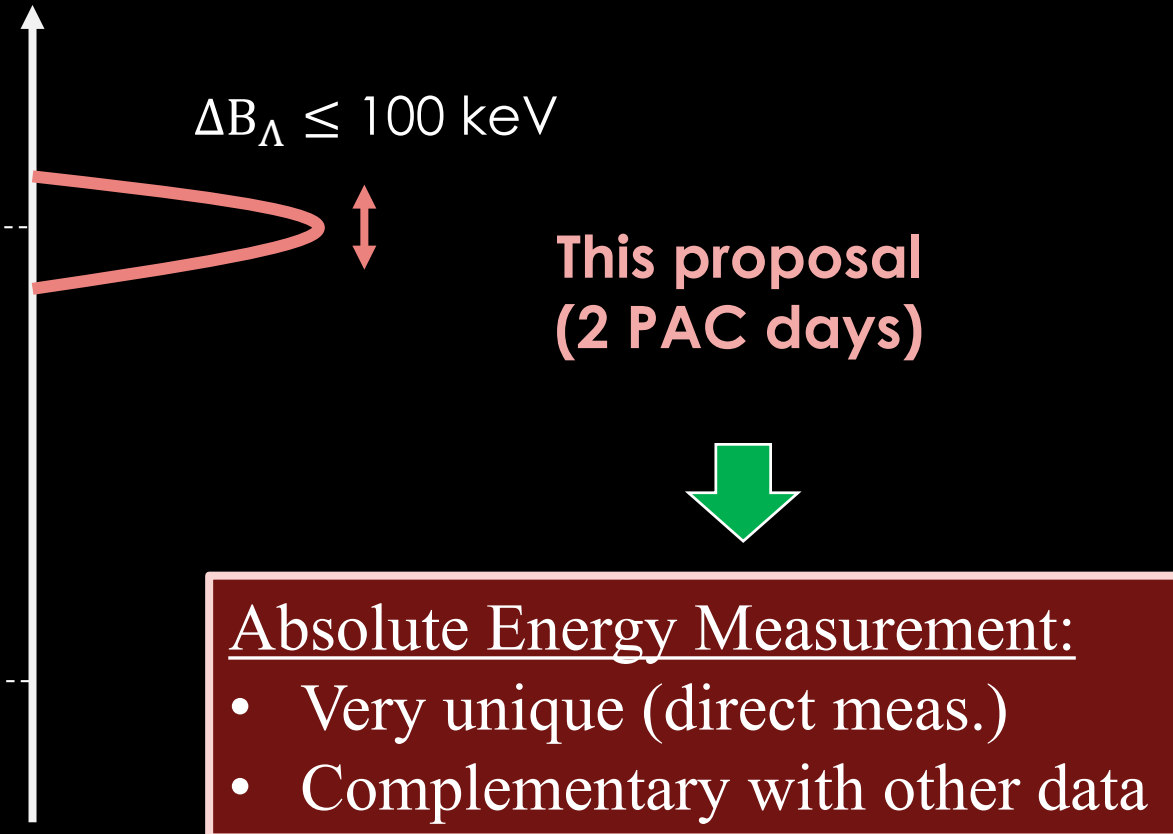 ΔB_Λ ≤ 100 keV
This proposal
(2 PAC days)
Absolute Energy Measurement:
• Very unique (direct meas.)
• Complementary with other data